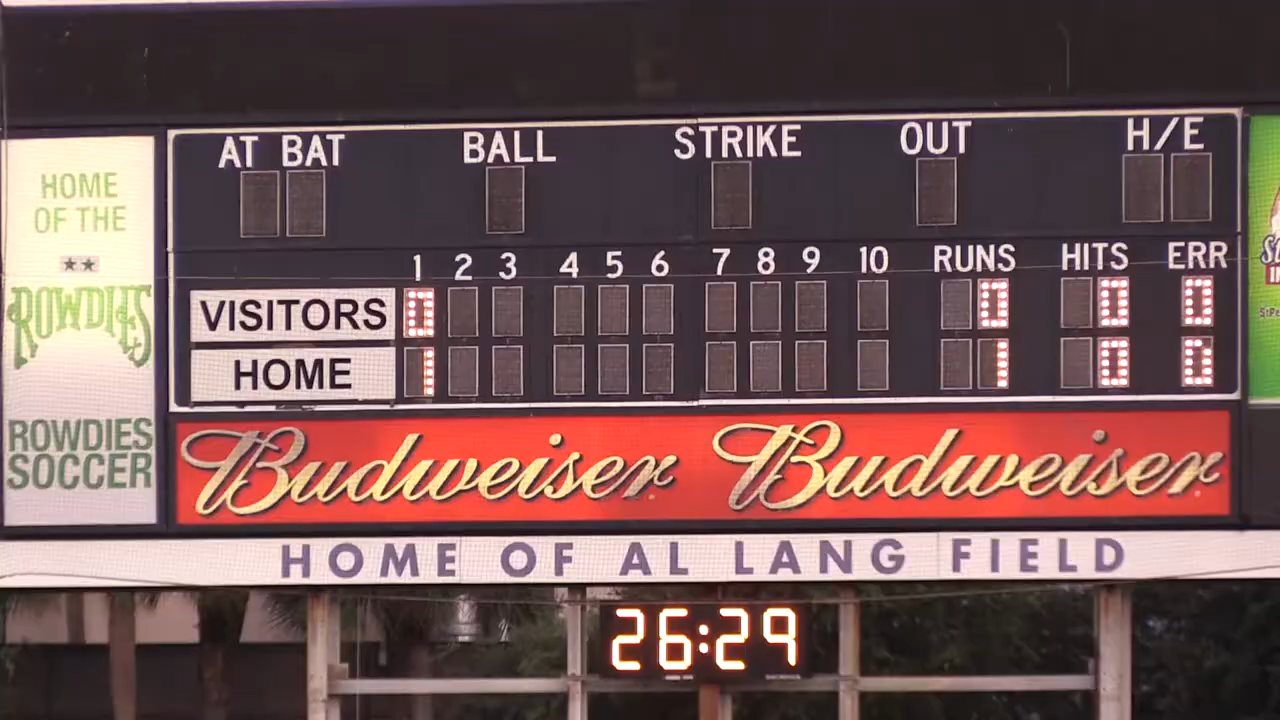 AT BAT BALL STRIKE OUT H/E
1 2 3 4 5 6 7 8 9 10 RUNS HITS ERR
VISITORS 0 0 0 0
HOME 1 1 0 0
HOME
OF THE
ROWDIES
ROWDIES
SOCCER
Budweiser Budweiser
HOME OF AL LANG FIELD
26:29